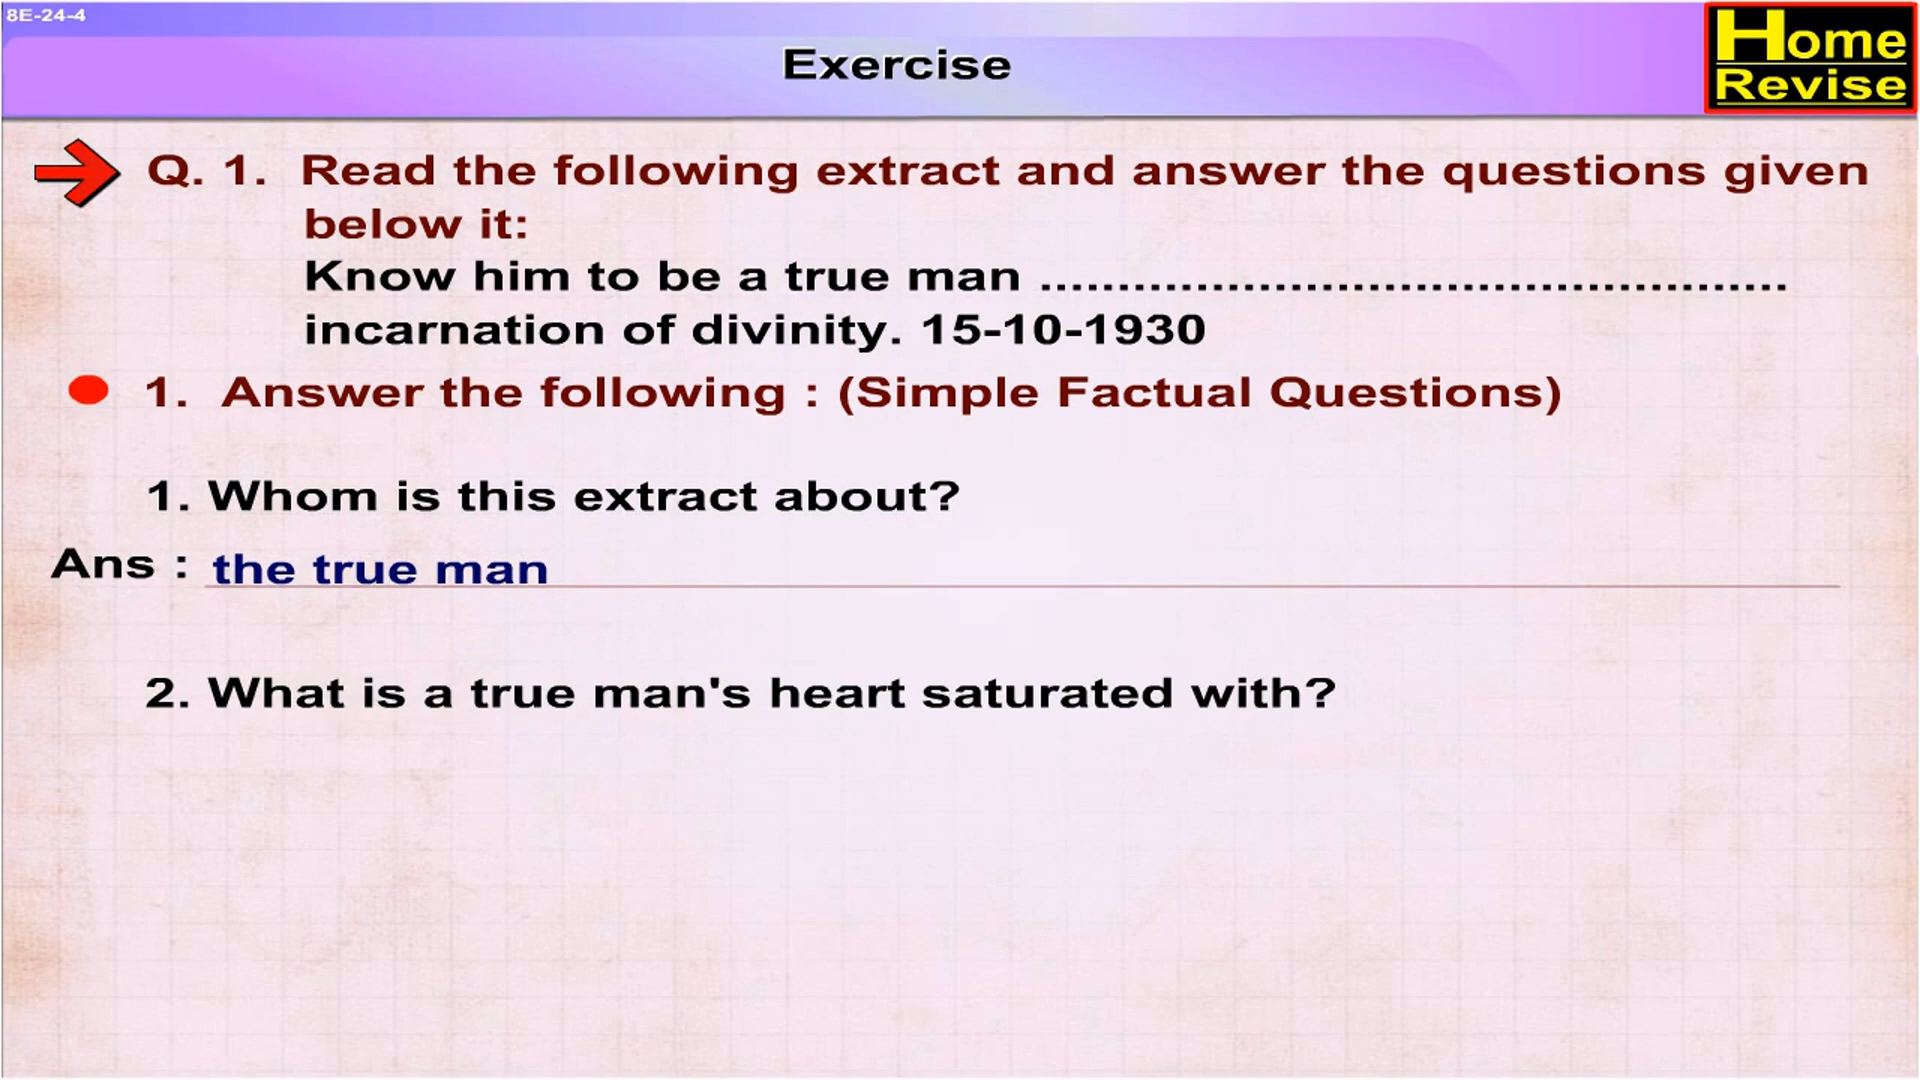 8E-24-4
Exercise
Home
Revise
Q. 1. Read the following extract and answer the questions given
below it:
Know him to be a true man ................................................
incarnation of divinity. 15-10-1930
1. Answer the following : (Simple Factual Questions)
1. Whom is this extract about?
Ans : the true man
2. What is a true man's heart saturated with?